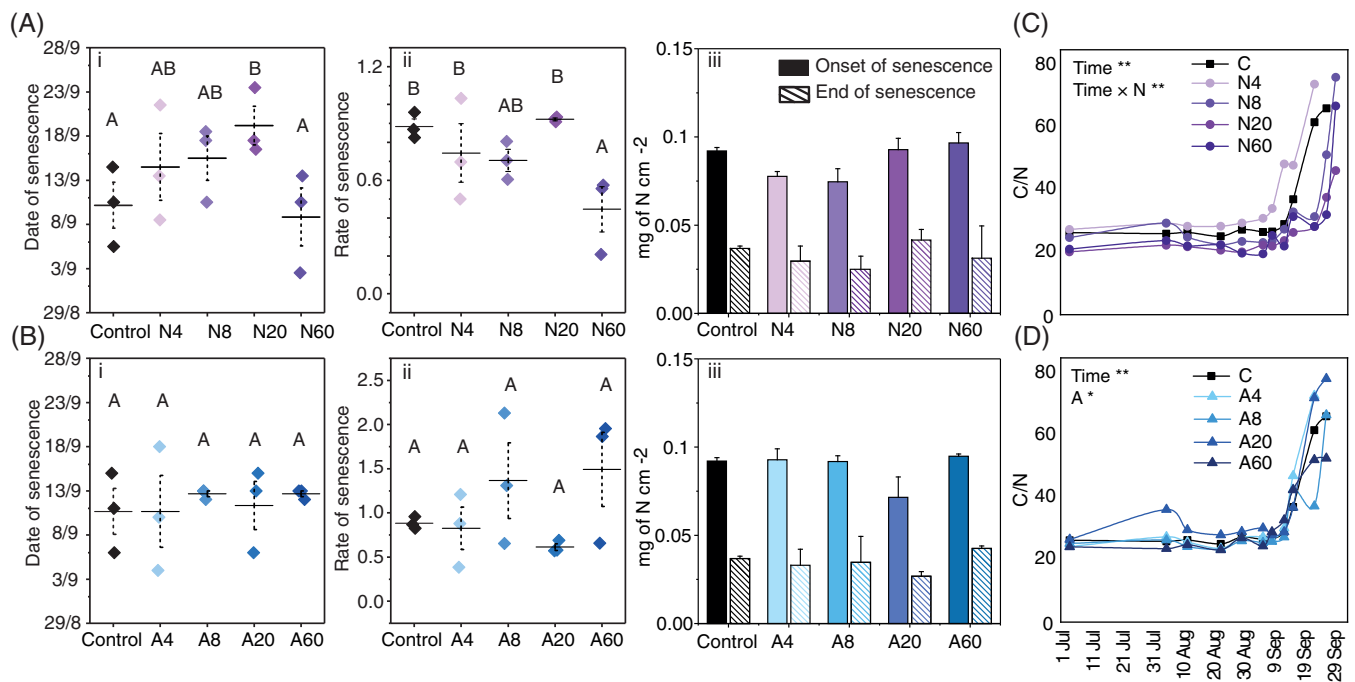 (A)
i
Date of senescence
28/9
23/9
18/9
13/9
8/9
3/9
29/8
A
AB
AB
B
A
Control N4 N8 N20 N60
ii
Rate of senescence
1.2
0.6
0.0
B
B
AB
B
A
Control N4 N8 N20 N60
iii
mg of N cm -2
0.15
0.1
0.05
0.00
Onset of senescence
End of senescence
Control N4 N8 N20 N60
(C)
Time **
Time × N **
C
N4
N8
N20
N60
C/N
80
60
40
20
0
(B)
i
Date of senescence
28/9
23/9
18/9
13/9
8/9
3/9
29/8
A
A
A
A
A
Control A4 A8 A20 A60
ii
Rate of senescence
2.5
2.0
1.5
1.0
0.5
0.0
A
A
A
A
A
Control A4 A8 A20 A60
iii
mg of N cm -2
0.15
0.1
0.05
0.00
Control A4 A8 A20 A60
(D)
Time **
A *
C
A4
A8
A20
A60
C/N
80
60
40
20
0
1 Jul
11 Jul
21 Jul
31 Jul
10 Aug
20 Aug
30 Aug
9 Sep
19 Sep
29 Sep